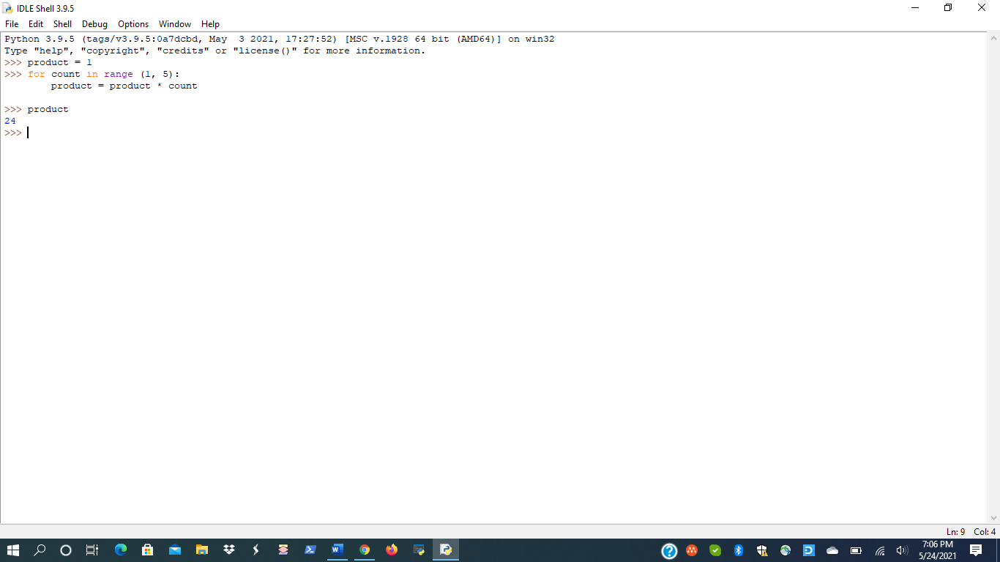 IDLE Shell 3.9.5
File Edit Shell Debug Options Window Help
Python 3.9.5 (tags/v3.9.5:0a7dcbd, May  3 2021, 17:27:52) [MSC v.1928 64 bit (AMD64)] on win32
Type "help", "copyright", "credits" or "license()" for more information.
>>> product = 1
>>> for count in range (1, 5):
        product = product * count
>>> product
24
>>>
Ln: 9 Col: 4
7:06 PM
5/24/2021